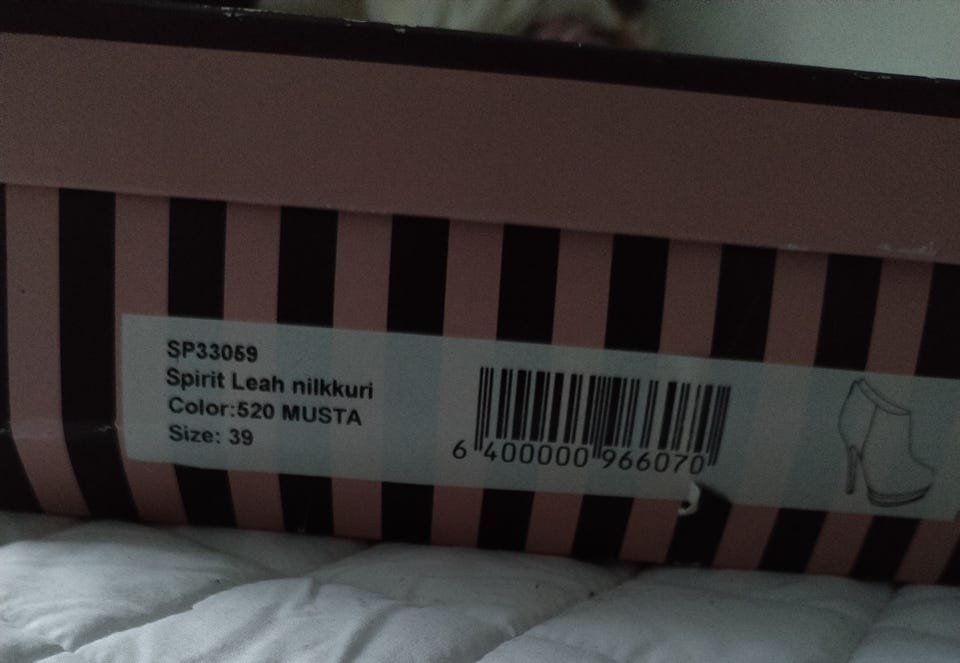 SP33059
Spirit Leah nilkkuri
Color:520 MUSTA
Size: 39
6 400000 966070